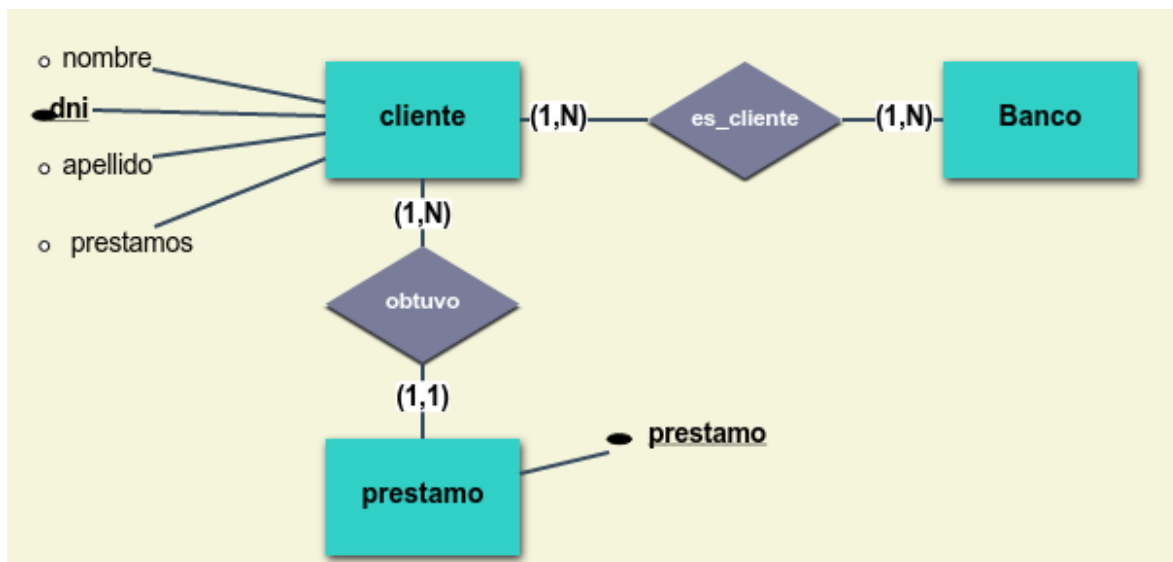 nombre
dni
apellido
prestamos
cliente
(1,N)
es_cliente
(1,N)
Banco
(1,N)
obtuvo
(1,1)
prestamo
prestamo